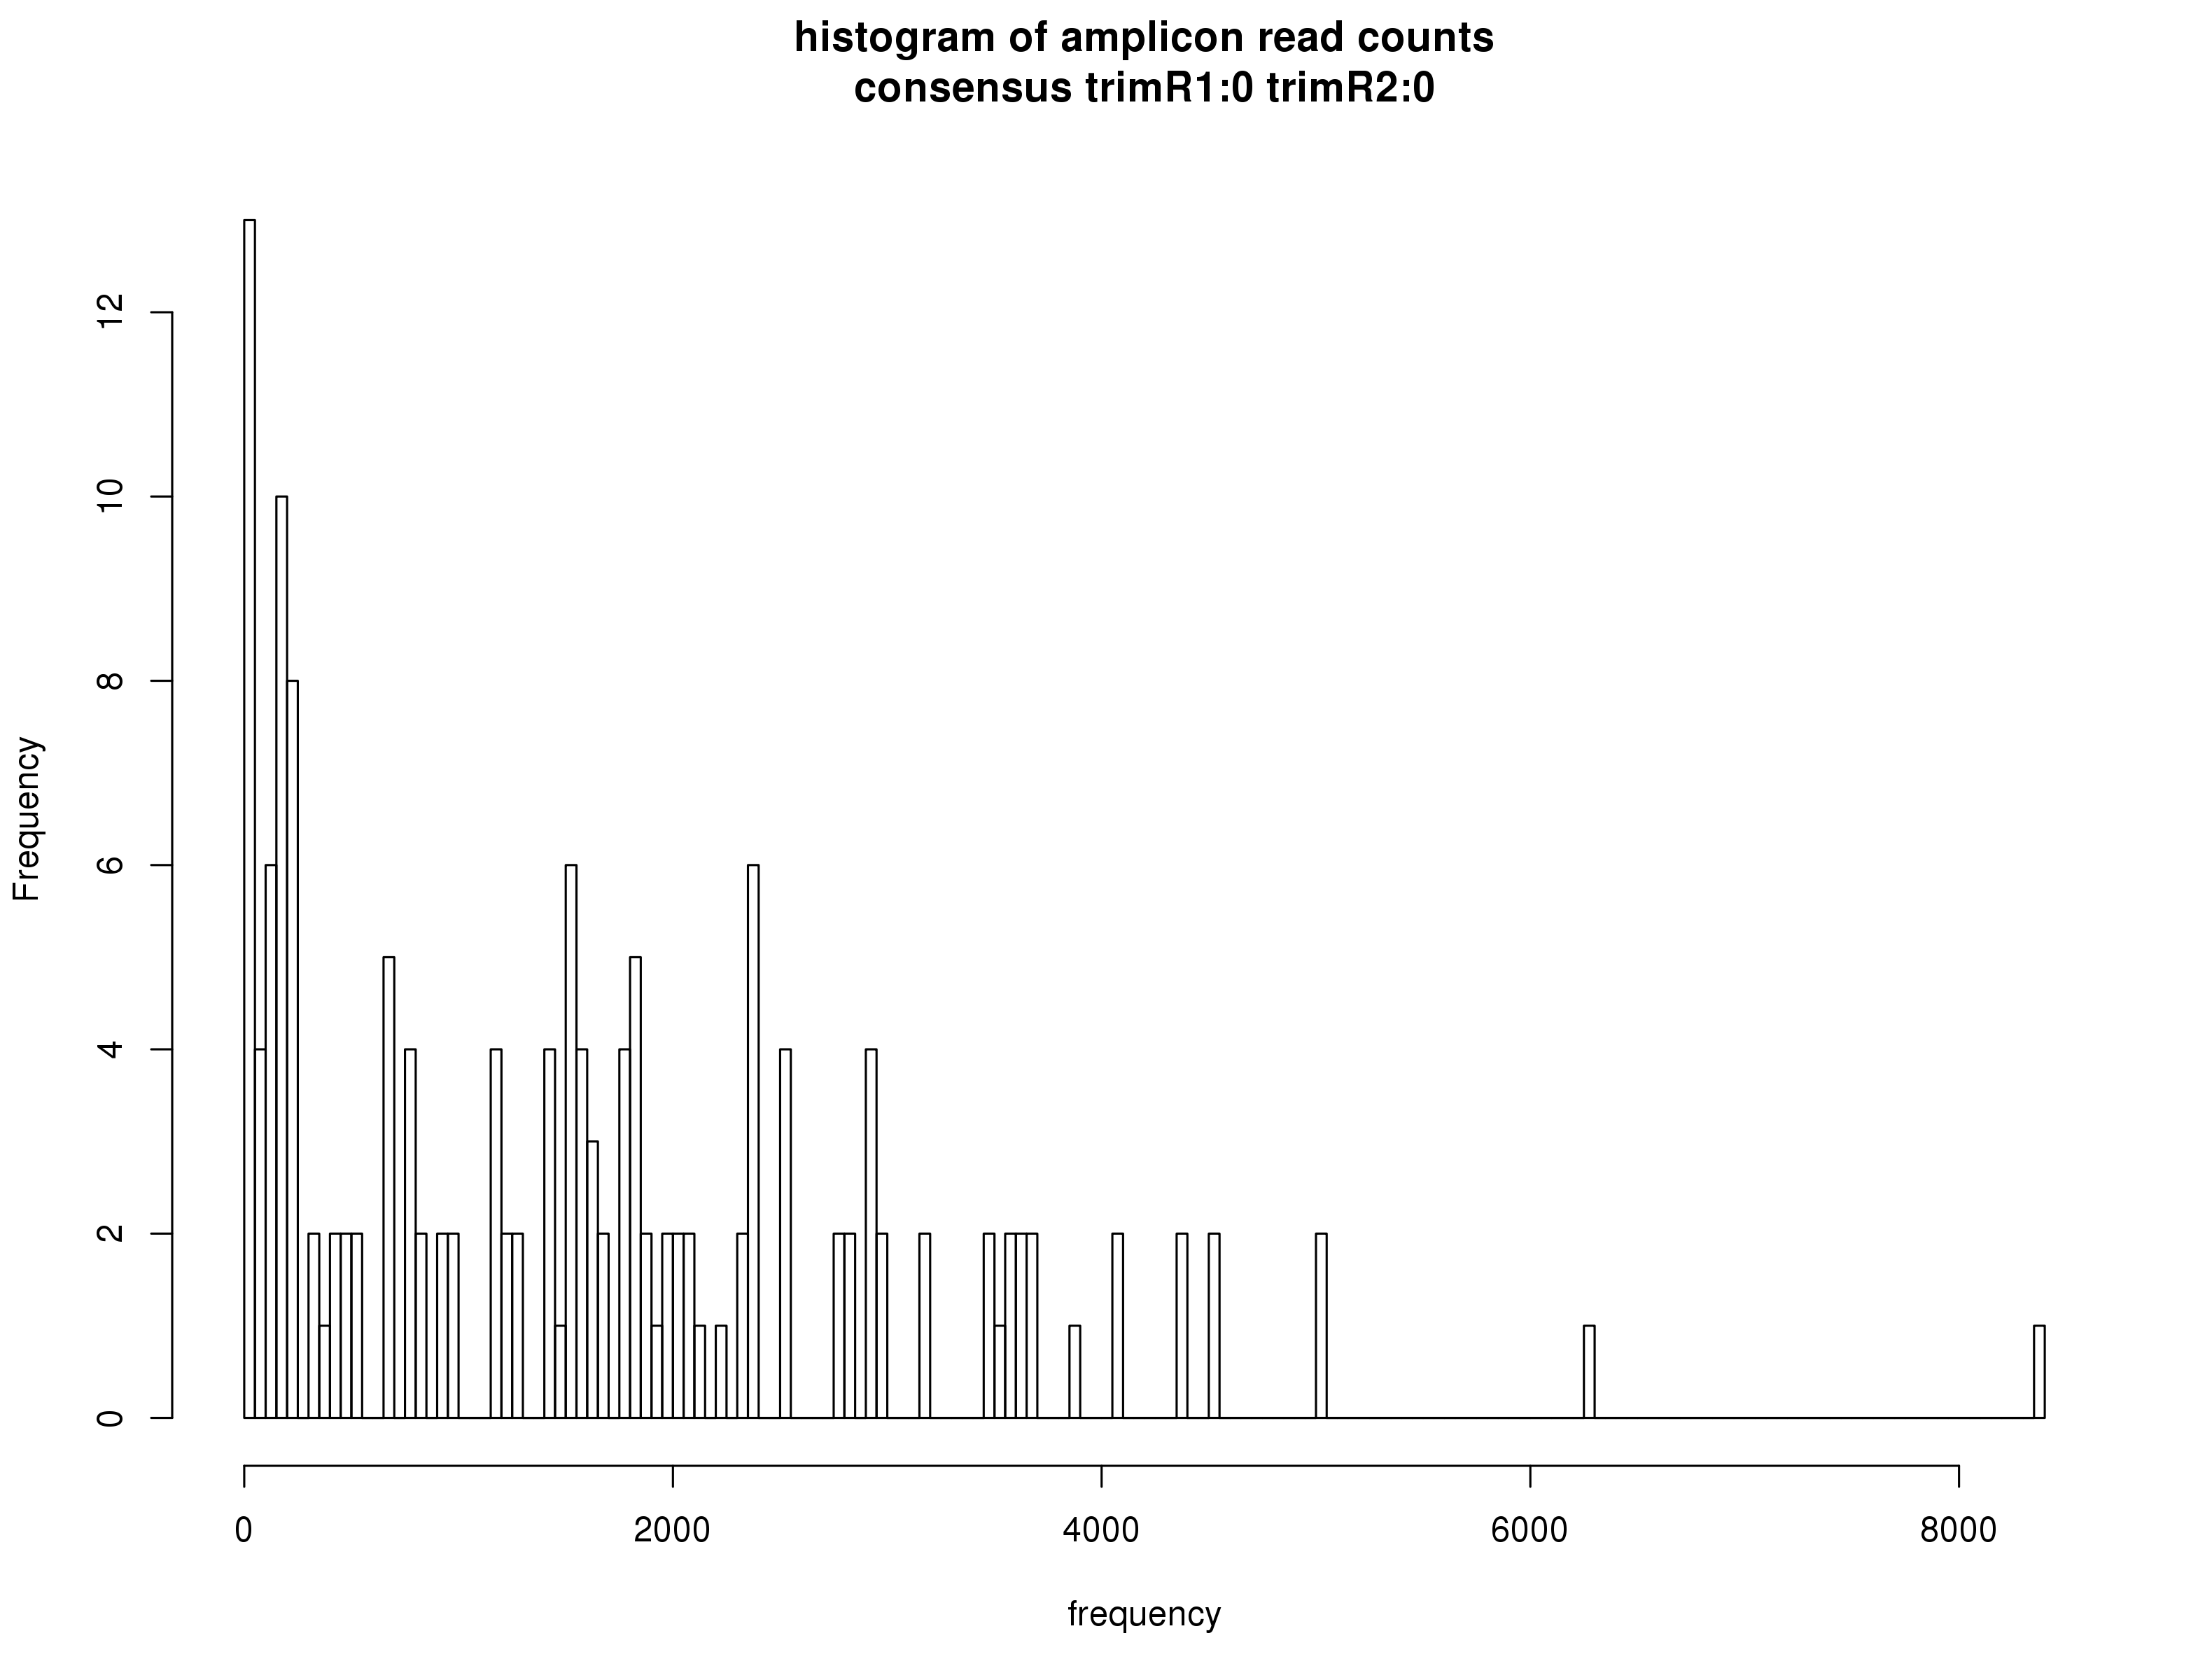 histogram of amplicon read counts
consensus trimR1:0 trimR2:0
Frequency
12
10
8
6
4
2
0
0 2000 4000 6000 8000
frequency